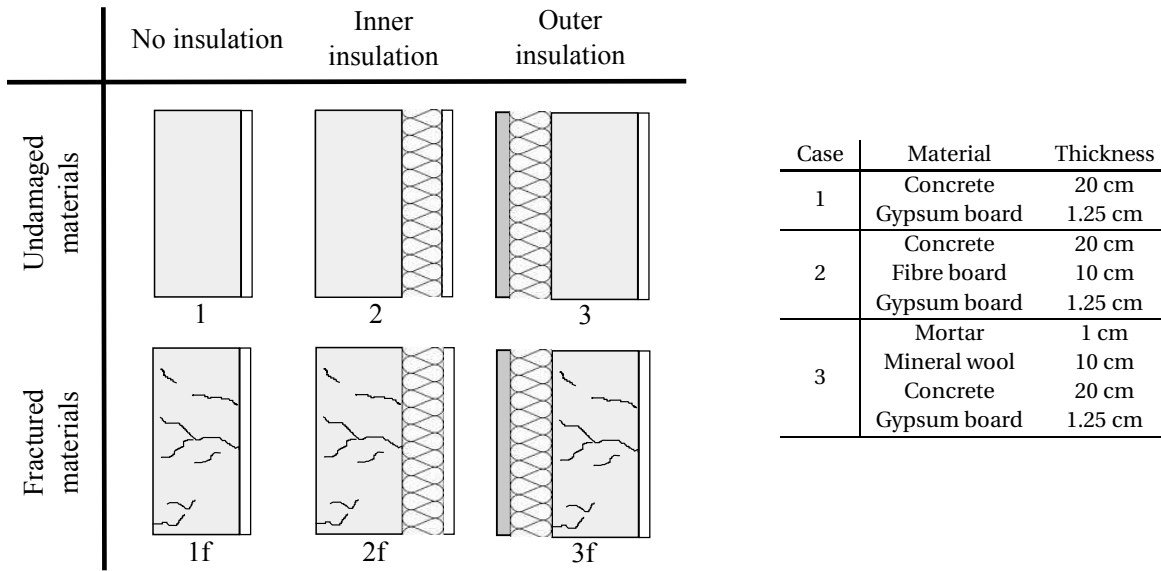 No insulation
Inner
insulation
Outer
insulation
Undamaged
materials
1
2
3
Fractured
materials
1f
2f
3f
Case Material Thickness
1
Concrete 20 cm
Gypsum board 1.25 cm
2
Concrete 20 cm
Fibre board 10 cm
Gypsum board 1.25 cm
3
Mortar 1 cm
Mineral wool 10 cm
Concrete 20 cm
Gypsum board 1.25 cm